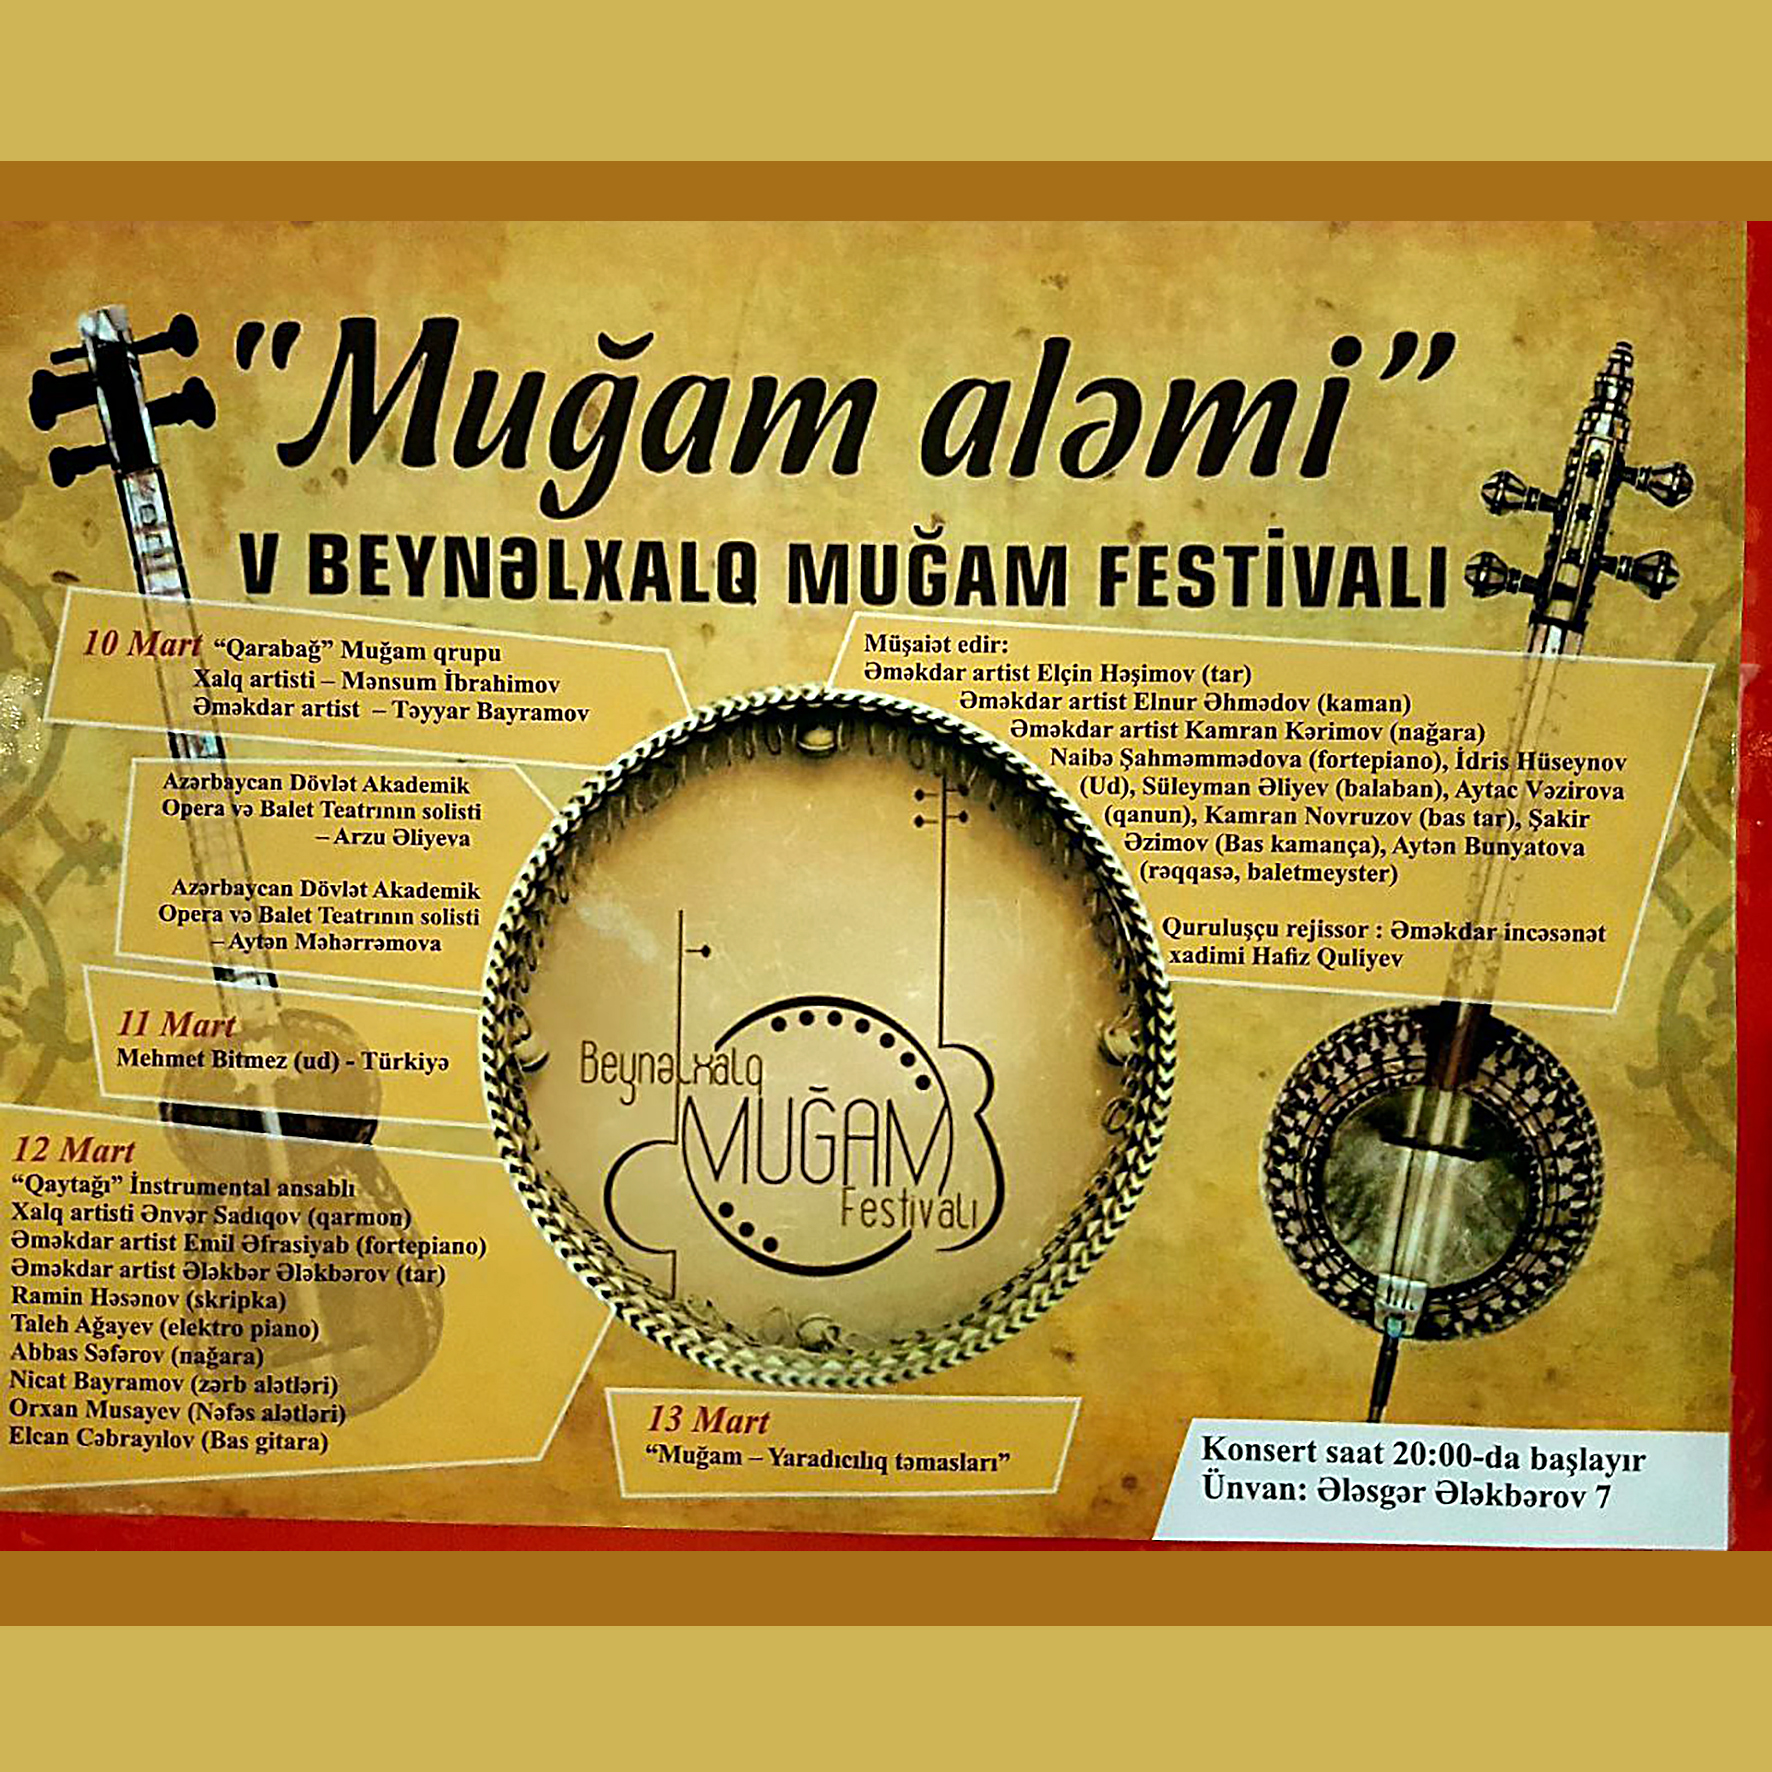 “Muğam aləmi”
V BEYNƏLXALQ MUĞAM FESTİVALI
10 Mart “Qarabağ” Muğam qrupu
Xalq artisti – Mənsum İbrahimov
Əməkdar artist – Təyyar Bayramov
Azərbaycan Dövlət Akademik
Opera və Balet Teatrının solisti
– Arzu Əliyeva
Azərbaycan Dövlət Akademik
Opera və Balet Teatrının solisti
– Aytən Məhərrəmova
11 Mart
Mehmet Bitmez (ud) - Türkiyə
12 Mart
“Qaytağı” İnstrumental ansablı
Xalq artisti Ənvər Sadıqov (qarmon)
Əməkdar artist Emil Əfrasiyab (fortepiano)
Əməkdar artist Ələkbər Ələkbərov (tar)
Ramin Həsənov (skripka)
Taleh Ağayev (elektro piano)
Abbas Səfərov (nağara)
Nicat Bayramov (zərb alətləri)
Orxan Musayev (Nəfəs alətləri)
Elcan Cəbrayılov (Bas gitara)
Müşaiət edir:
Əməkdar artist Elçin Həşimov (tar)
Əməkdar artist Elnur Əhmədov (kaman)
Əməkdar artist Kamran Kərimov (nağara)
Naibə Şahməmmədova (fortepiano), İdris Hüseynov
(Ud), Süleyman Əliyev (balaban), Aytac Vəzirova
(qanun), Kamran Novruzov (bas tar), Şakir
Əzimov (Bas kamança), Aytən Bunyatova
(rəqqasə, baletmeyster)
Quruluşçu rejissor : Əməkdar incəsənət
xadimi Hafiz Quliyev
Beynəlxalq
MUĞAM
Festivalı
13 Mart
“Muğam – Yaradıcılıq təmasları”
Konsert saat 20:00-da başlayır
Ünvan: Ələsgər Ələkbərov 7